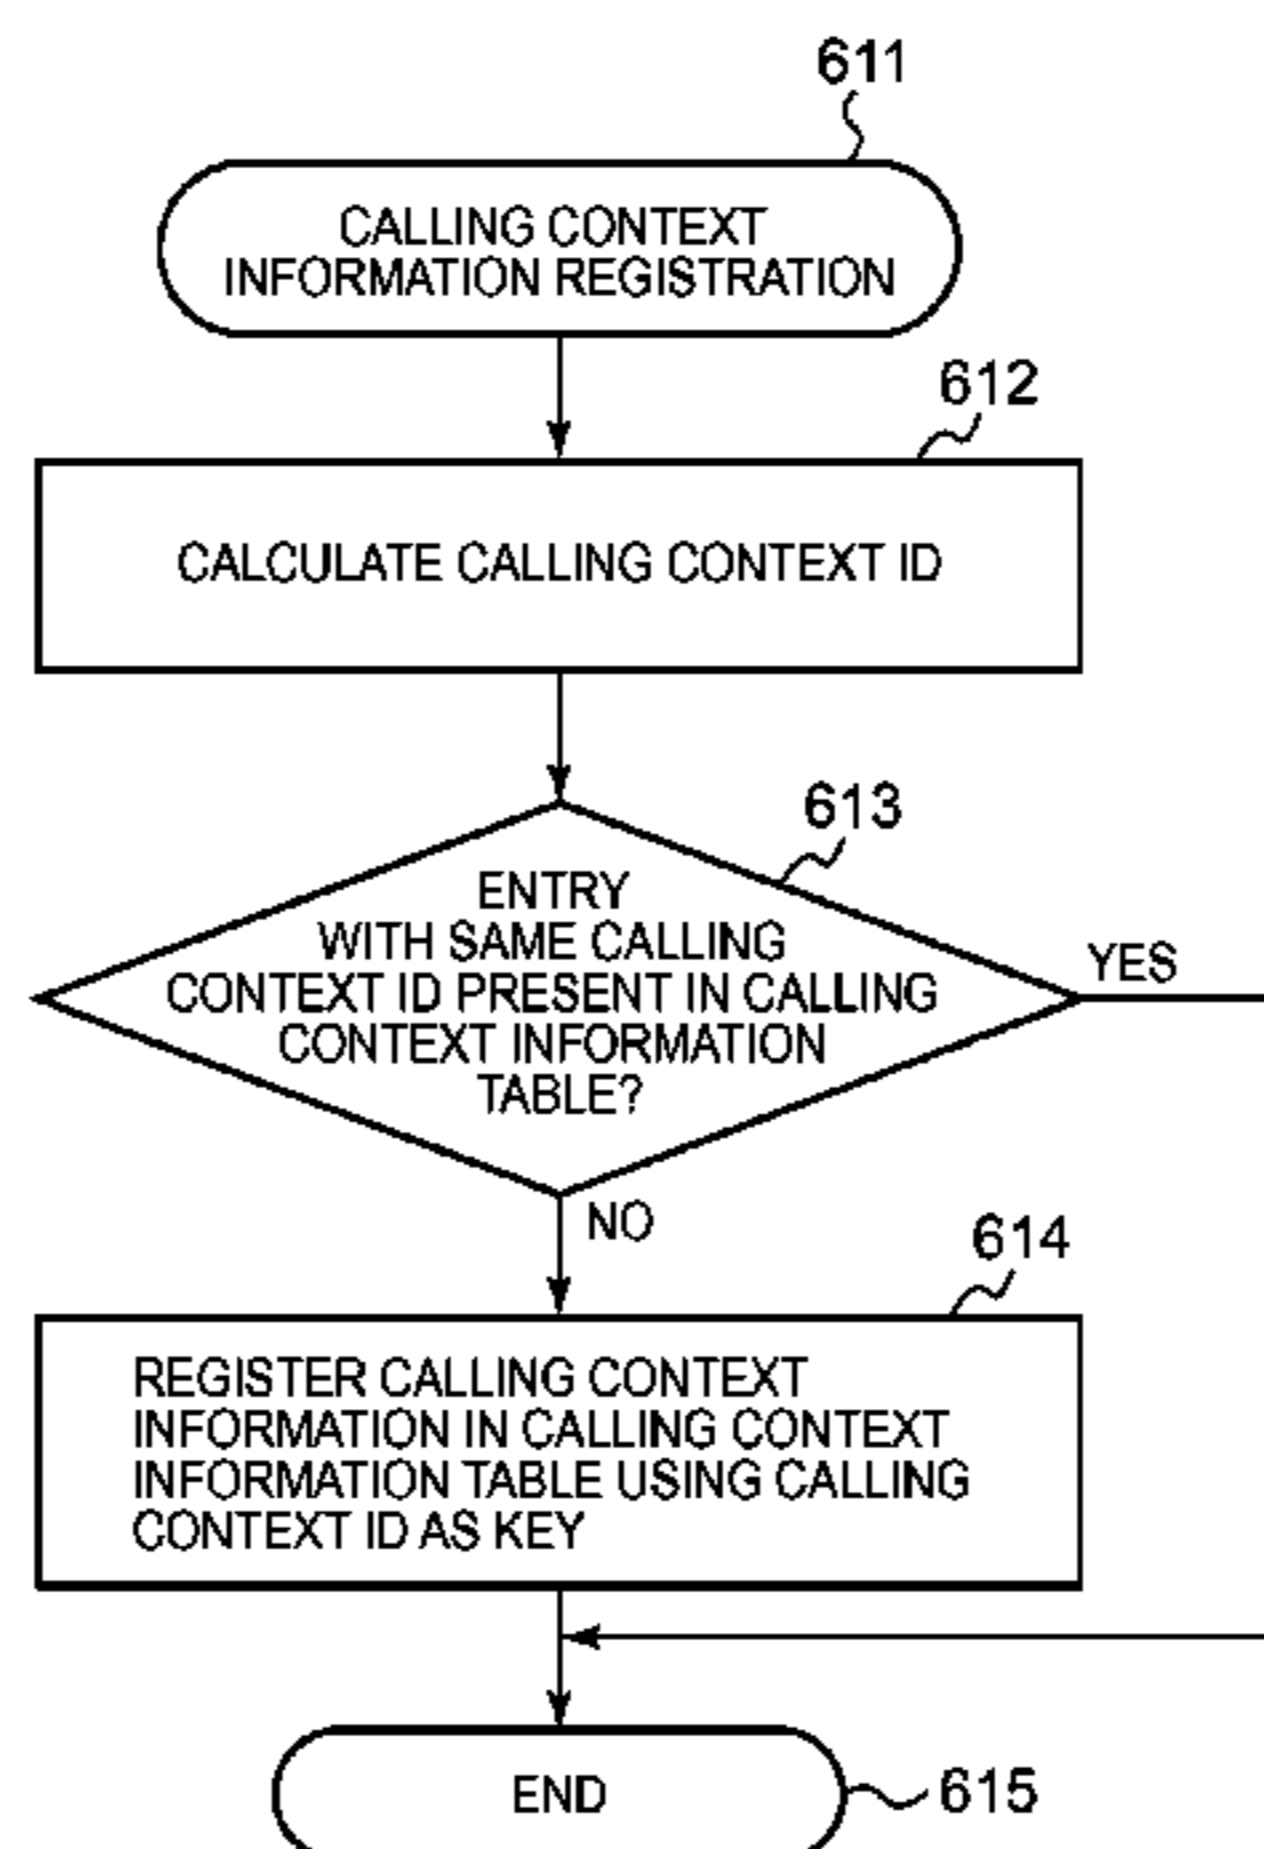 611
CALLING CONTEXT
INFORMATION REGISTRATION
612
CALCULATE CALLING CONTEXT ID
613
ENTRY
WITH SAME CALLING
CONTEXT ID PRESENT IN CALLING
CONTEXT INFORMATION
TABLE?
YES
NO
614
REGISTER CALLING CONTEXT
INFORMATION IN CALLING CONTEXT
INFORMATION TABLE USING CALLING
CONTEXT ID AS KEY
END
615